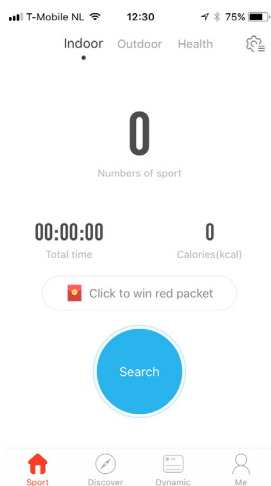 T-Mobile NL 12:30 75%
Indoor Outdoor Health
0
Numbers of sport
00:00:00 0
Total time Calories(kcal)
Click to win red packet
Search
Sport Discover Dynamic Me